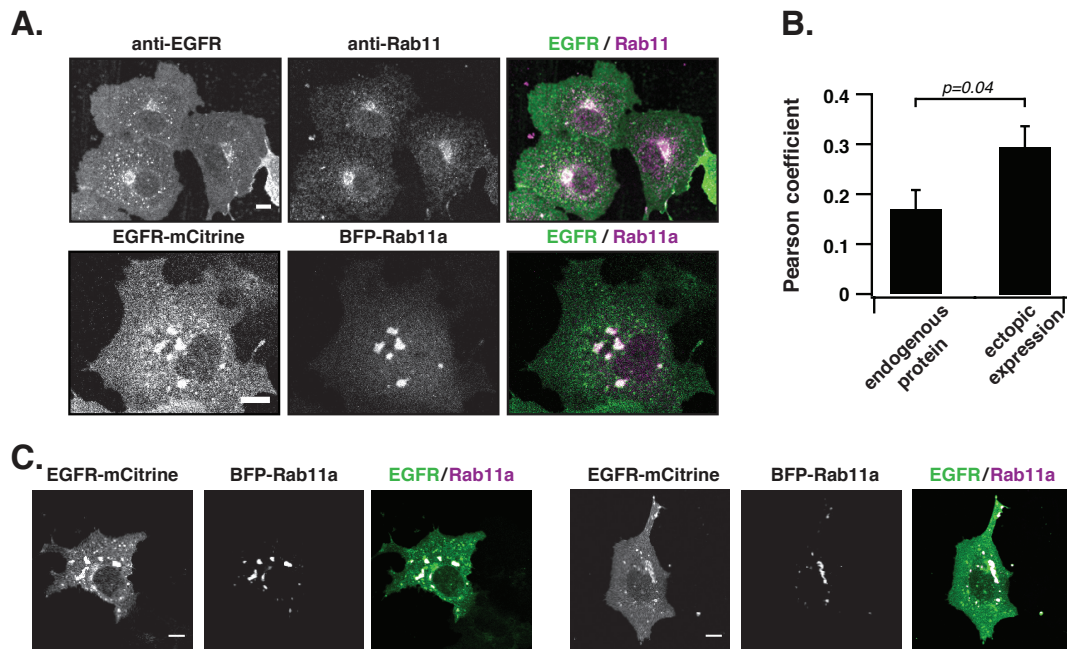 A.
anti-EGFR anti-Rab11 EGFR / Rab11
EGFR-mCitrine BFP-Rab11a EGFR / Rab11a
B.
p=0.04
Pearson coefficient
0.4
0.3
0.2
0.1
0
endogenous
protein
ectopic
expression
C.
EGFR-mCitrine BFP-Rab11a EGFR/Rab11a EGFR-mCitrine BFP-Rab11a EGFR/Rab11a